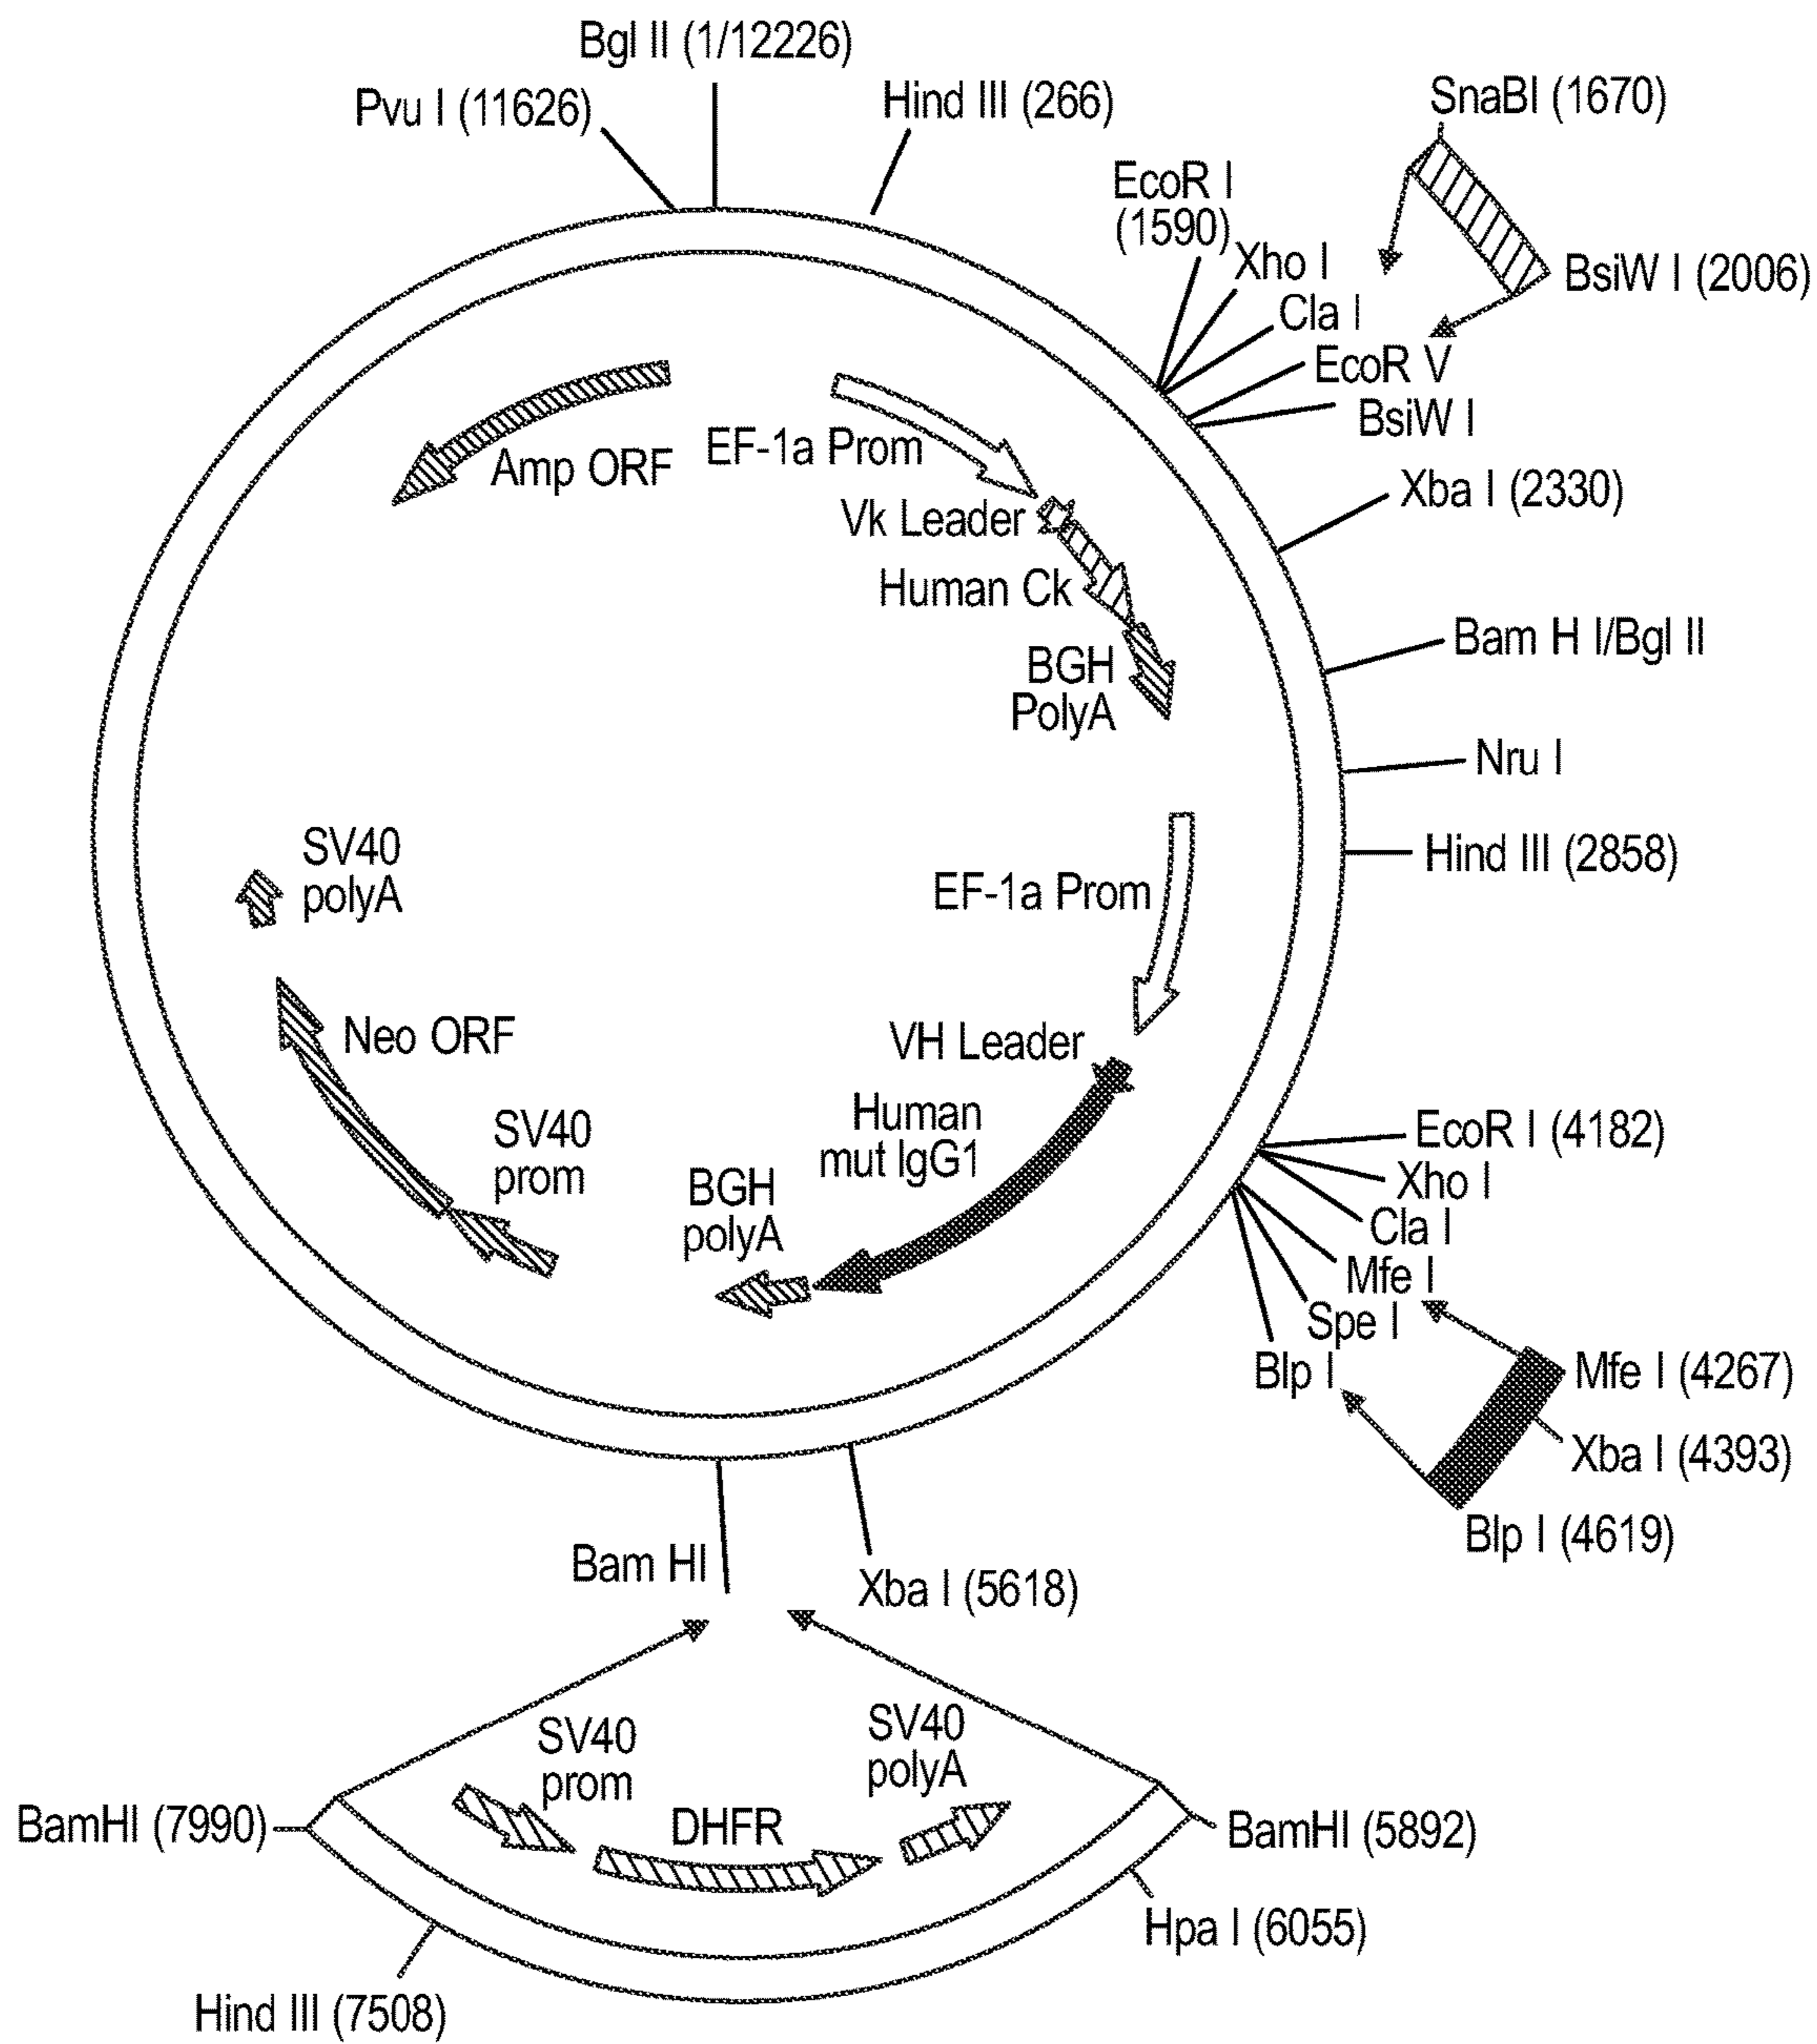 Bgl II (1/12226)
Pvu I (11626)
Hind III (266)
SnaBI (1670)
EcoR I
(1590)
Xho I
BsiW I (2006)
Cla I
EcoR V
BsiW I
Amp ORF
EF-1a Prom
Xba I (2330)
Vk Leader
Human Ck
Bam H I/Bgl II
BGH
PolyA
Nru I
SV40
polyA
Hind III (2858)
EF-1a Prom
Neo ORF
VH Leader
Human
mut IgG1
SV40
prom
EcoR I (4182)
BGH
polyA
Xho I
Cla I
Mfe I
Spe I
Blp I
Mfe I (4267)
Xba I (4393)
Blp I (4619)
Bam HI
Xba I (5618)
SV40
prom
SV40
polyA
DHFR
BamHI (7990)
BamHI (5892)
Hpa I (6055)
Hind III (7508)